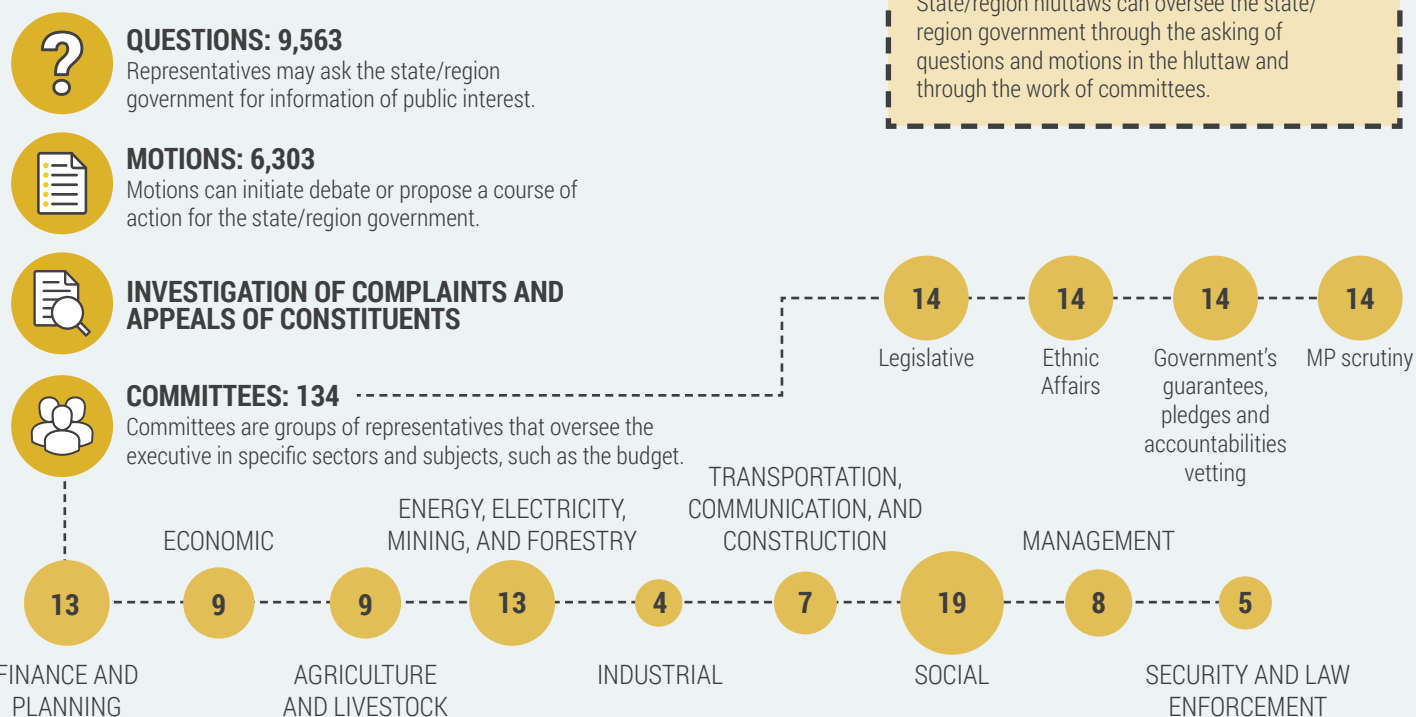 State/region hluttaws can oversee the state/
region government through the asking of
questions and motions in the hluttaw and
through the work of committees.
?
QUESTIONS: 9,563
Representatives may ask the state/region
government for information of public interest.
MOTIONS: 6,303
Motions can initiate debate or propose a course of
action for the state/region government.
INVESTIGATION OF COMPLAINTS AND
APPEALS OF CONSTITUENTS
COMMITTEES: 134
Committees are groups of representatives that oversee the
executive in specific sectors and subjects, such as the budget.
14
Legislative
14
Ethnic
Affairs
14
Government's
guarantees,
pledges and
accountabilities
vetting
14
MP scrutiny
13
FINANCE AND
PLANNING
ECONOMIC
9
9
AGRICULTURE
AND LIVESTOCK
ENERGY, ELECTRICITY,
MINING, AND FORESTRY
13
4
INDUSTRIAL
TRANSPORTATION,
COMMUNICATION, AND
CONSTRUCTION
7
19
SOCIAL
MANAGEMENT
8
5
SECURITY AND LAW
ENFORCEMENT